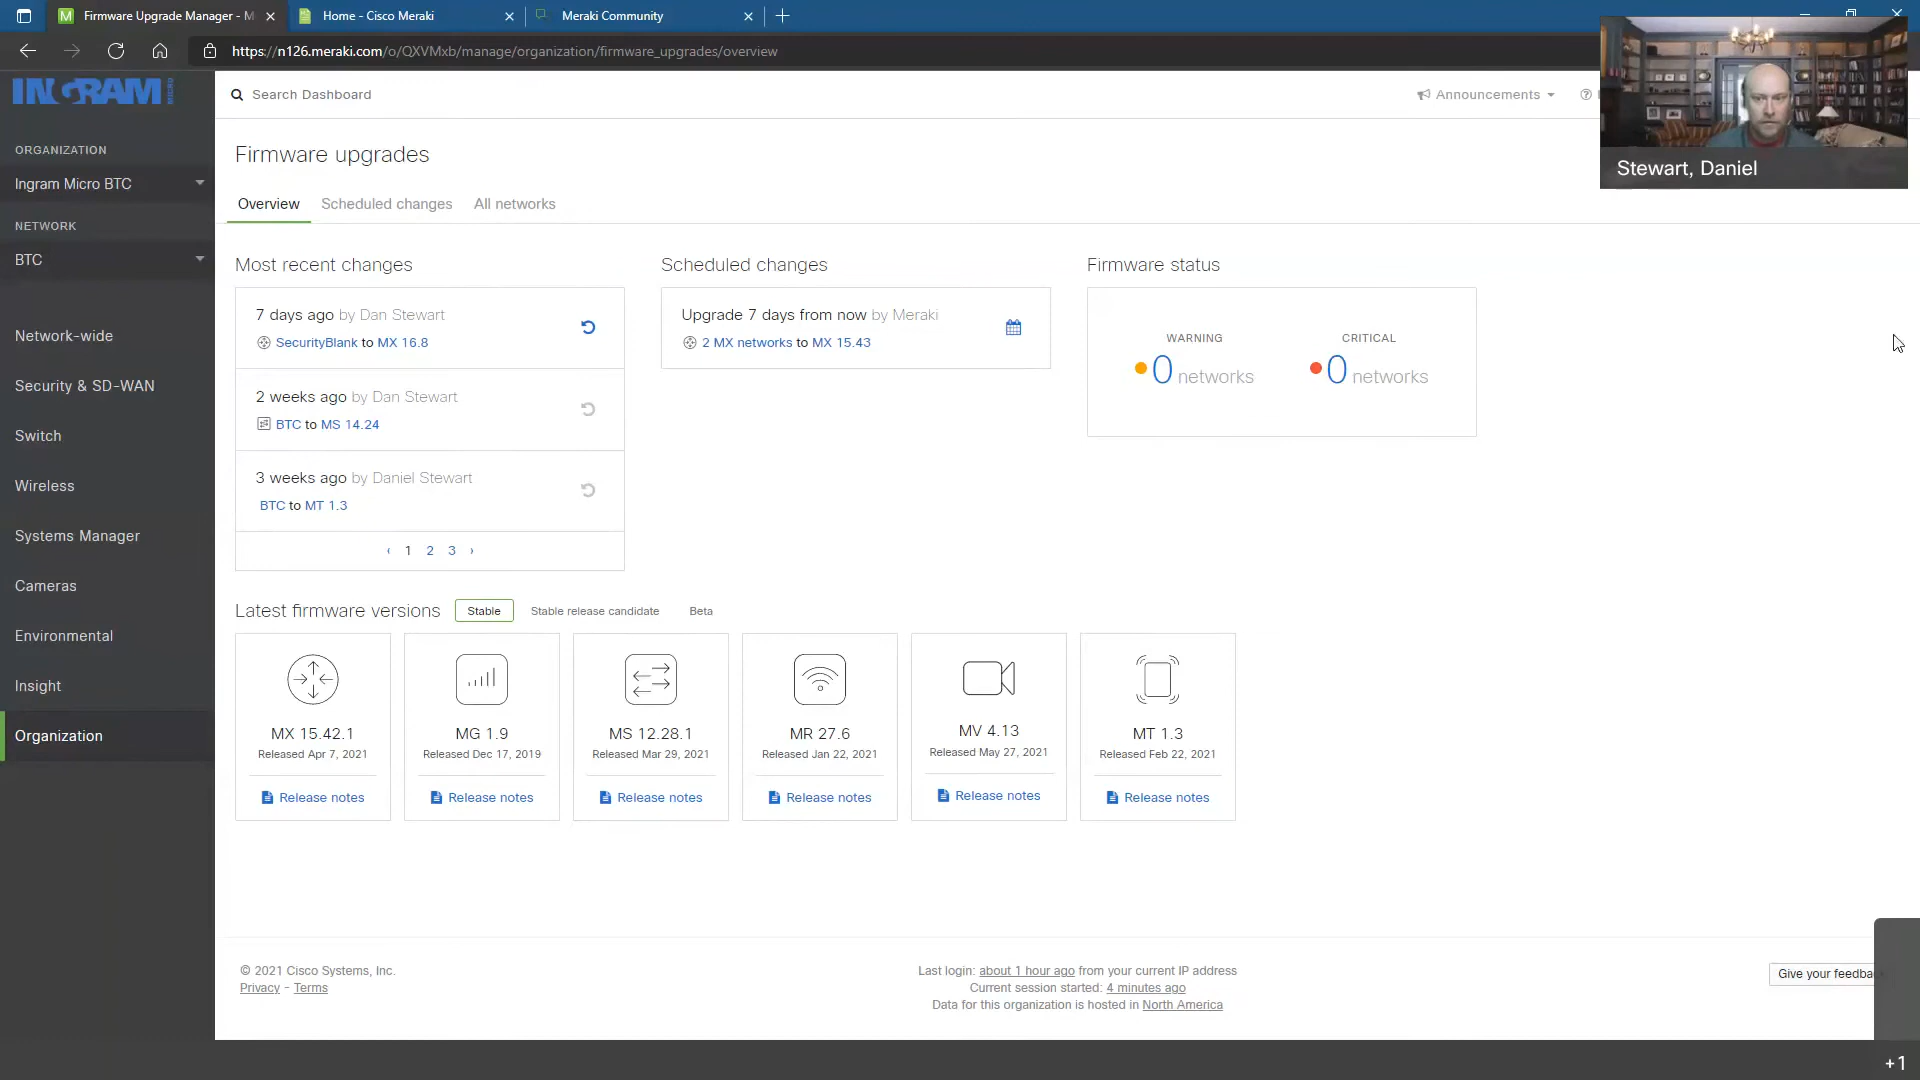 Firmware Upgrade Manager - M
Home - Cisco Meraki
Meraki Community
https://n126.meraki.com/o/QXVMxb/manage/organization/firmware_upgrades/overview
INGRAM MICRO
Search Dashboard
Announcements
Stewart, Daniel
ORGANIZATION
Ingram Micro BTC
NETWORK
BTC
Network-wide
Security & SD-WAN
Switch
Wireless
Systems Manager
Cameras
Environmental
Insight
Organization
Firmware upgrades
Overview
Scheduled changes
All networks
Most recent changes
7 days ago by Dan Stewart
SecurityBlank to MX 16.8
2 weeks ago by Dan Stewart
BTC to MS 14.24
3 weeks ago by Daniel Stewart
BTC to MT 1.3
‹ 1 2 3 ›
Scheduled changes
Upgrade 7 days from now by Meraki
2 MX networks to MX 15.43
Firmware status
WARNING
0 networks
CRITICAL
0 networks
Latest firmware versions
Stable
Stable release candidate
Beta
MX 15.42.1
Released Apr 7, 2021
Release notes
MG 1.9
Released Dec 17, 2019
Release notes
MS 12.28.1
Released Mar 29, 2021
Release notes
MR 27.6
Released Jan 22, 2021
Release notes
MV 4.13
Released May 27, 2021
Release notes
MT 1.3
Released Feb 22, 2021
Release notes
© 2021 Cisco Systems, Inc.
Privacy - Terms
Last login: about 1 hour ago from your current IP address
Current session started: 4 minutes ago
Data for this organization is hosted in North America
Give your feedba
+1